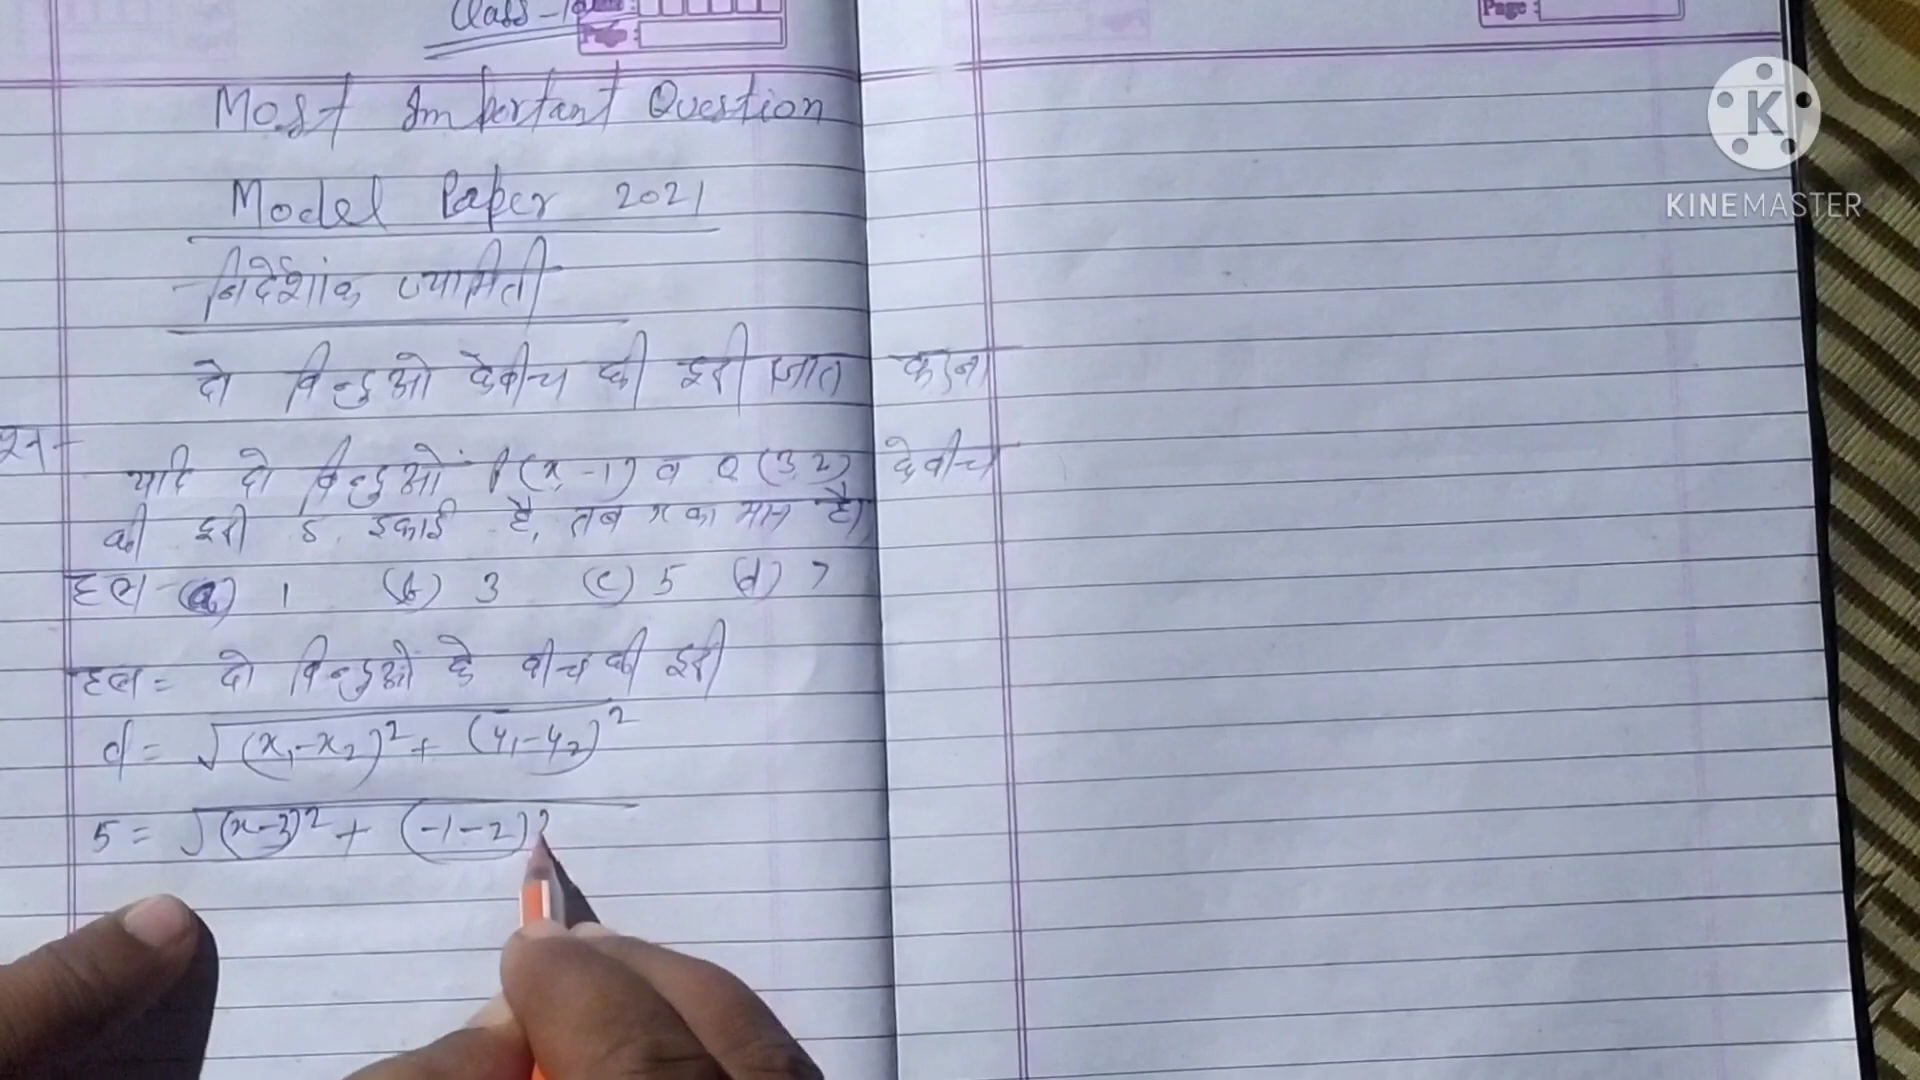 Class-10
Page :
Page :
Most Important Question
Model Paper 2021
निर्देशांक ज्यामिती
दो बिन्दुओ के बीच की दूरी ज्ञात करना
यदि दो बिन्दुओं P(x,-1) व Q(3,2) के बीच
की दूरी 5 इकाई है, तब x का मान है।
हल-(a) 1 (b) 3 (c) 5 (d) 7
हल= दो बिन्दुओं के बीच की दूरी
d = √(x₁-x₂)² + (y₁-y₂)²
5 = √(x-3)² + (-1-2)²
K
KINEMASTER